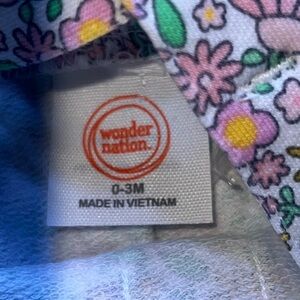 wonder
nation.
0-3M
MADE IN VIETNAM